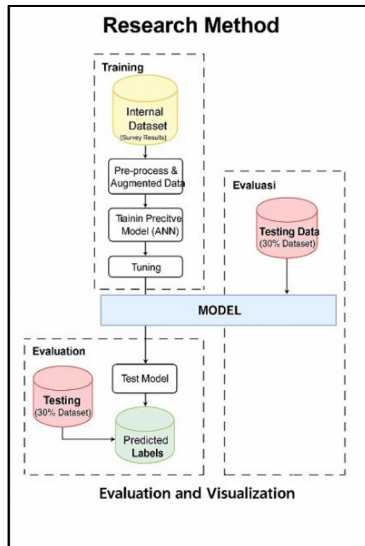 Research Method
Training
Internal
Dataset
(Survey Results)
Pre-process &
Augmented Data
Trainin Precitve
Model (ANN)
Tuning
Evaluasi
Testing Data
(30% Dataset)
MODEL
Evaluation
Test Model
Testing
(30% Dataset)
Predicted
Labels
Evaluation and Visualization